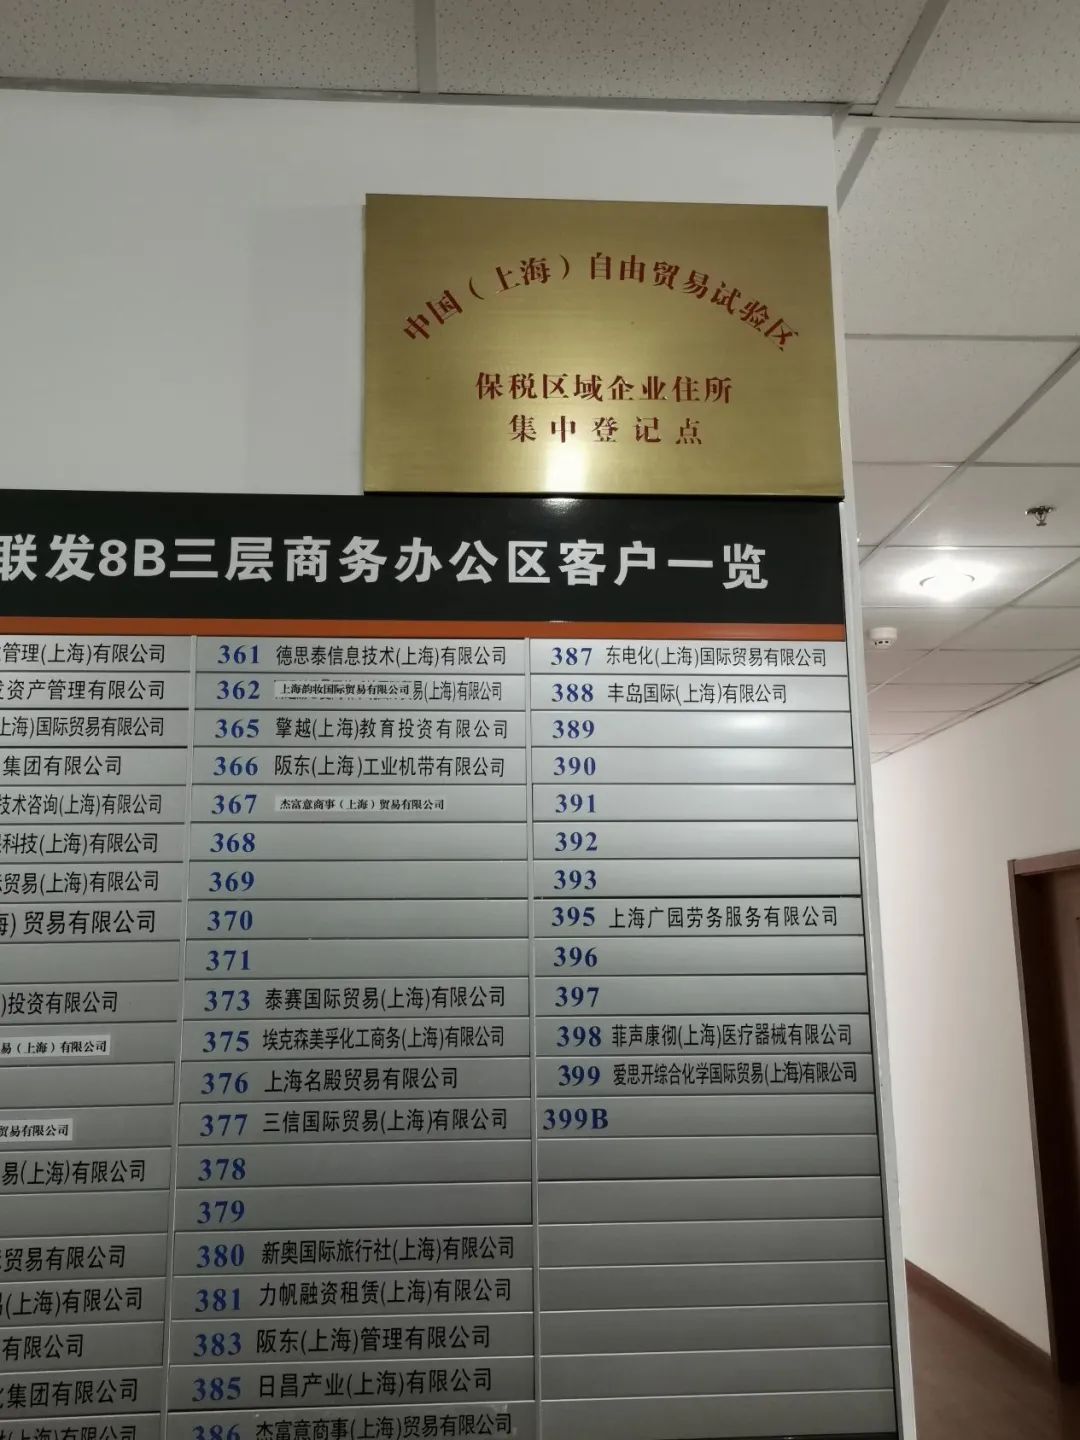 中国（上海）自由贸易试验区
保税区域企业住所
集中登记点
联发8B三层商务办公区客户一览
管理(上海)有限公司
资产管理有限公司
上海)国际贸易有限公司
集团有限公司
技术咨询(上海)有限公司
科技(上海)有限公司
贸易(上海)有限公司
海) 贸易有限公司
)投资有限公司
易（上海）有限公司
贸易有限公司
易(上海)有限公司
贸易有限公司
易(上海)有限公司
有限公司
集团有限公司
(上海)有限公司
361 德思泰信息技术(上海)有限公司
362 上海韵妆国际贸易有限公司 易(上海)有限公司
365 擎越(上海)教育投资有限公司
366 阪东(上海)工业机带有限公司
367 杰富意商事（上海）贸易有限公司
368
369
370
371
373 泰赛国际贸易(上海)有限公司
375 埃克森美孚化工商务(上海)有限公司
376 上海名殿贸易有限公司
377 三信国际贸易(上海)有限公司
378
379
380 新奥国际旅行社(上海)有限公司
381 力帆融资租赁(上海)有限公司
383 阪东(上海)管理有限公司
385 日昌产业(上海)有限公司
386 杰富意商事(上海)贸易有限公司
387 东电化(上海)国际贸易有限公司
388 丰岛国际(上海)有限公司
389
390
391
392
393
395 上海广园劳务服务有限公司
396
397
398 菲声康彻(上海)医疗器械有限公司
399 爱思开综合化学国际贸易(上海)有限公司
399B